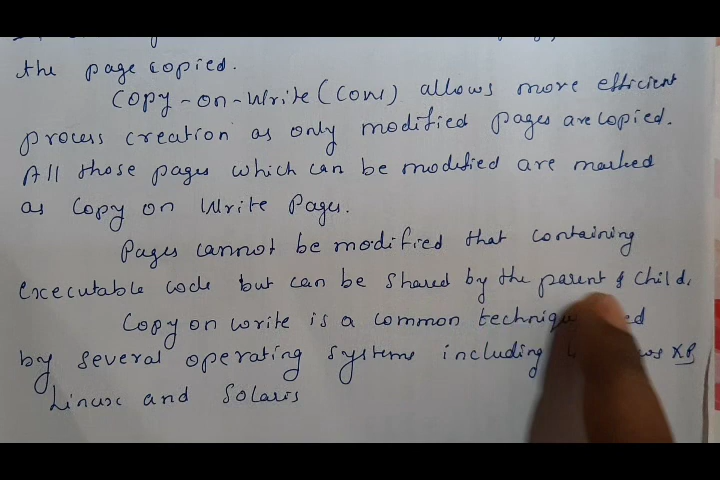 the page copied.
Copy-on-Write (COW) allows more efficient
process creation as only modified pages are copied.
All those pages which can be modified are marked
as Copy on Write Pages.
Pages cannot be modified that containing
executable code but can be shared by the parent & child.
Copy on write is a common
by several operating systems including XP,
Linux and Solaris